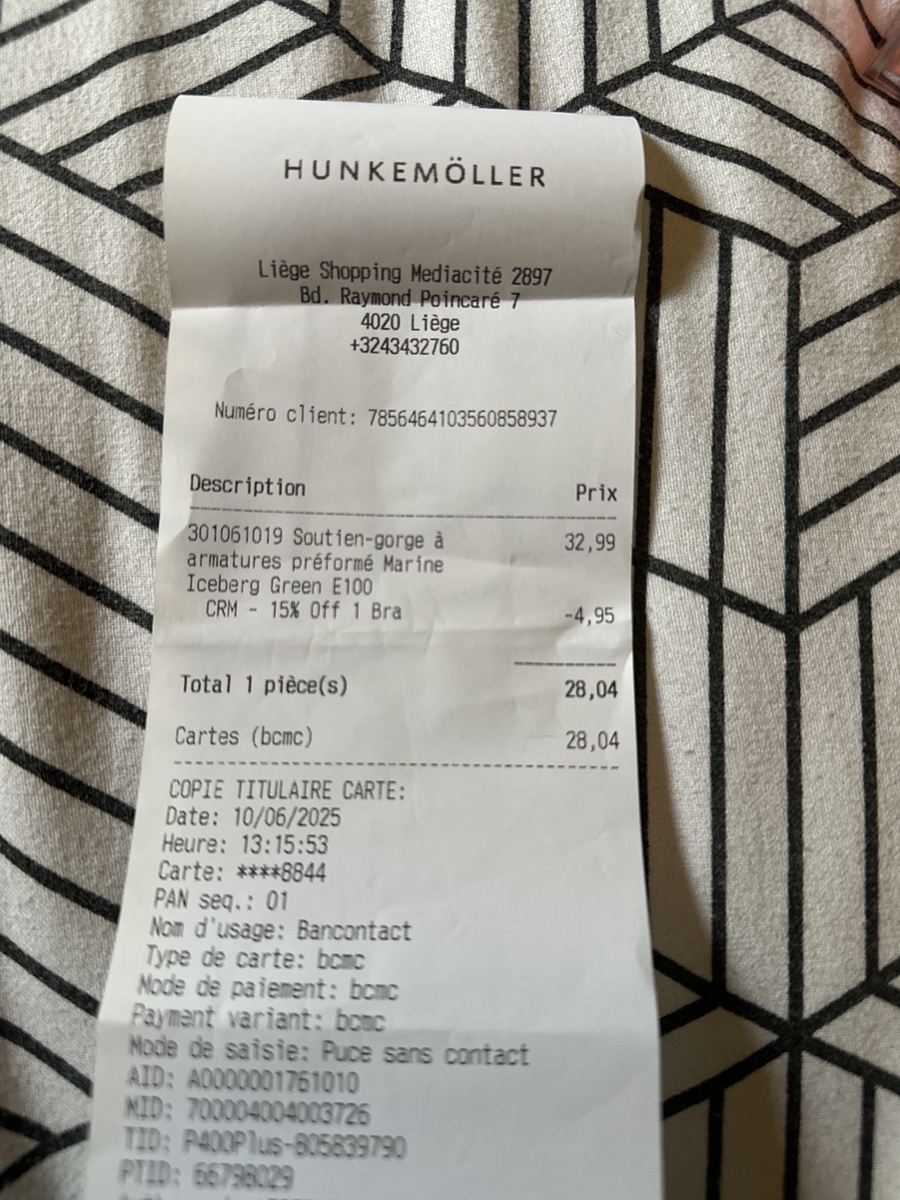 HUNKEMÖLLER
Liège Shopping Mediacité 2897
Bd. Raymond Poincaré 7
4020 Liège
+3243432760
Numéro client: 7856464103560858937
Description Prix
301061019 Soutien-gorge à 32,99
armatures préformé Marine
Iceberg Green E100
CRM - 15% Off 1 Bra -4,95
Total 1 pièce(s) 28,04
Cartes (bcmc) 28,04
COPIE TITULAIRE CARTE:
Date: 10/06/2025
Heure: 13:15:53
Carte: ****8844
PAN seq.: 01
Nom d'usage: Bancontact
Type de carte: bcmc
Mode de paiement: bcmc
Payment variant: bcmc
Mode de saisie: Puce sans contact
AID: A0000001761010
MID: 700004004003726
TID: P400Plus-805839790
PTID: 66798029